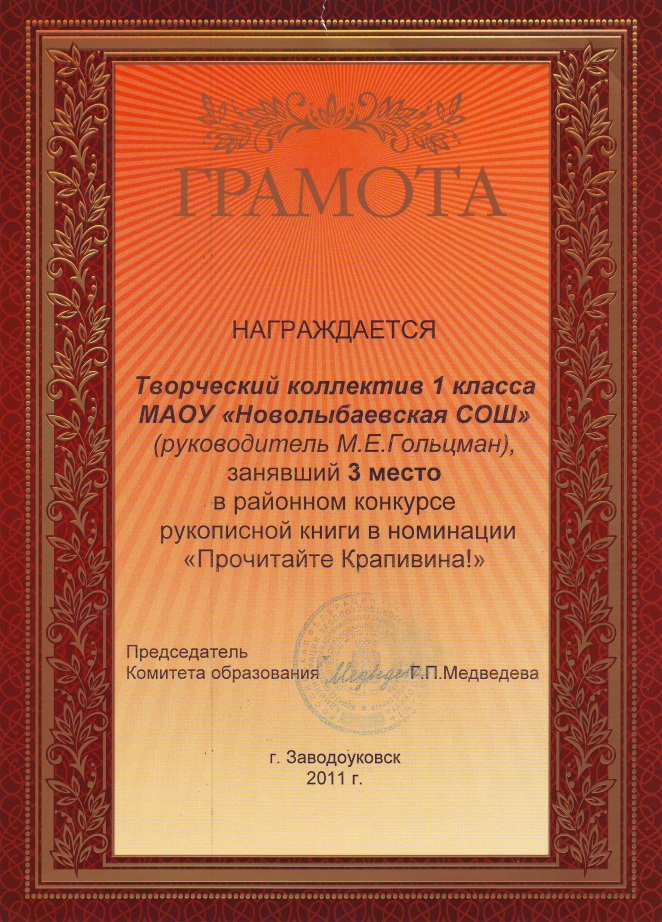 ГРАМОТА
НАГРАЖДАЕТСЯ
Творческий коллектив 1 класса
МАОУ «Новолыбаевская СОШ»
(руководитель М.Е.Гольцман),
занявший 3 место
в районном конкурсе
рукописной книги в номинации
«Прочитайте Крапивина!»
Председатель
Комитета образования Г.П.Медведева
г. Заводоуковск
2011 г.